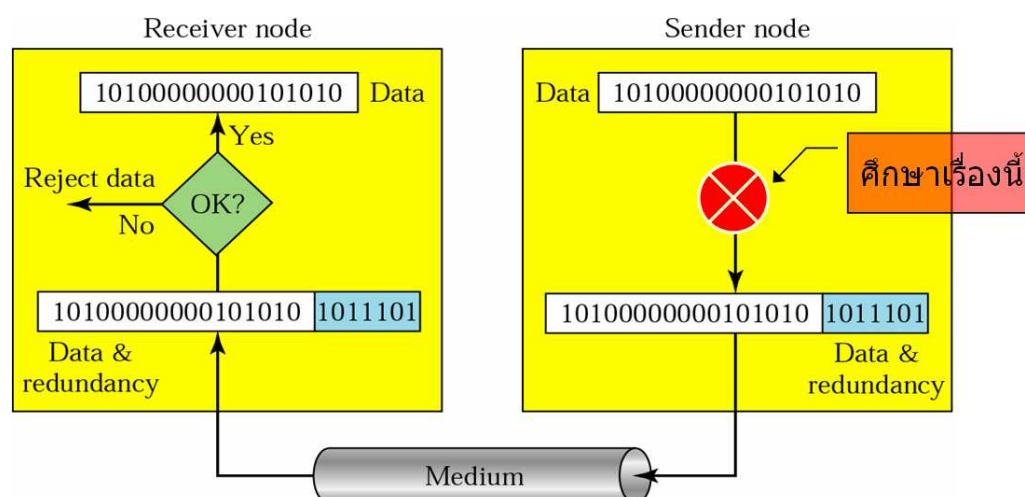 Receiver node
10100000000101010 Data
Yes
Reject data
OK?
No
10100000000101010 1011101
Data &
redundancy
Sender node
Data 10100000000101010
ศึกษาเรื่องนี้
10100000000101010 1011101
Data &
redundancy
Medium